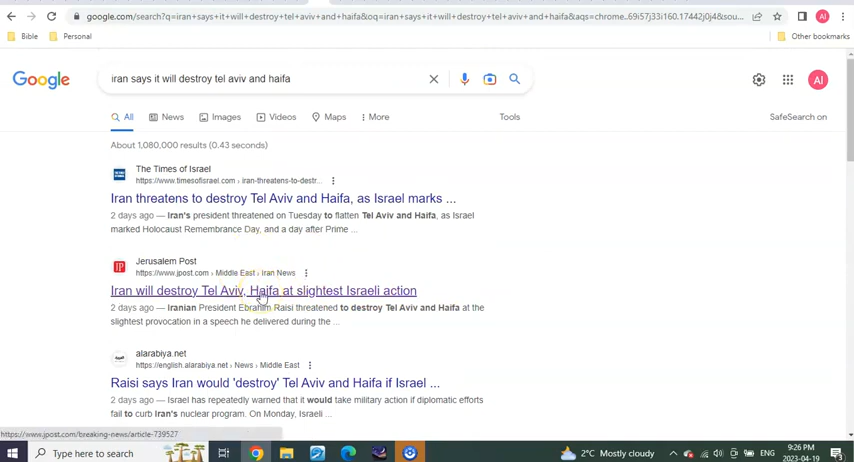 google.com/search?q=iran+says+it+will+destroy+tel+aviv+and+haifa&oq=iran+says+it+will+destroy+tel+aviv+and+haifa&aqs=chrome..69i57j33i160.17442j0j4&sou...
AI
Bible
Personal
Other bookmarks
Google
iran says it will destroy tel aviv and haifa
AI
All
News
Images
Videos
Maps
More
Tools
SafeSearch on
About 1,080,000 results (0.43 seconds)
The Times of Israel
https://www.timesofisrael.com › iran-threatens-to-destr...
Iran threatens to destroy Tel Aviv and Haifa, as Israel marks ...
2 days ago — Iran's president threatened on Tuesday to flatten Tel Aviv and Haifa, as Israel
marked Holocaust Remembrance Day, and a day after Prime ...
JP
Jerusalem Post
https://www.jpost.com › Middle East › Iran News
Iran will destroy Tel Aviv, Haifa at slightest Israeli action
2 days ago — Iranian President Ebrahim Raisi threatened to destroy Tel Aviv and Haifa at the
slightest provocation in a speech he delivered during the ...
alarabiya.net
https://english.alarabiya.net › News › Middle East
Raisi says Iran would 'destroy' Tel Aviv and Haifa if Israel ...
2 days ago — Israel has repeatedly warned that it would take military action if diplomatic efforts
fail to curb Iran's nuclear program. On Monday, Israeli ...
https://www.jpost.com/breaking-news/article-739527
Type here to search
2°C Mostly cloudy
ENG
9:26 PM
2023-04-19
3